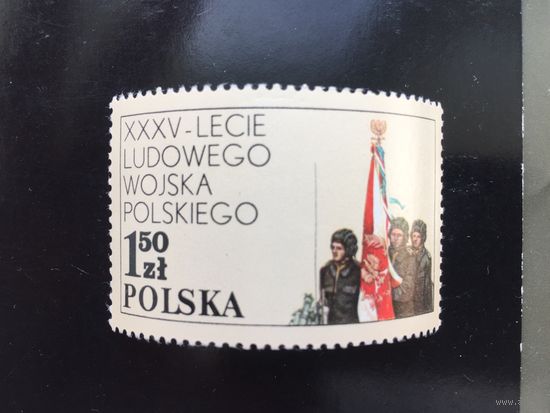 XXXV-LECIE
LUDOWEGO
WOJSKA
POLSKIEGO
1 50
zł
POLSKA